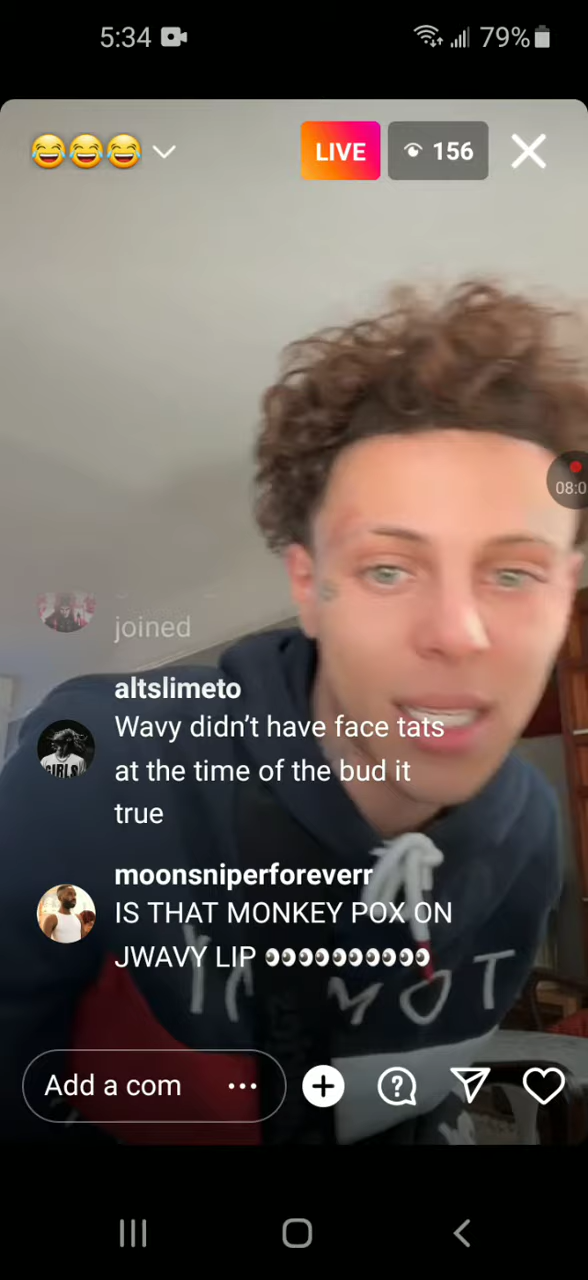 5:34
79%
😂😂😂
LIVE
156
08:0
joined
altslimeto
Wavy didn't have face tats
at the time of the bud it
true
GIRLS
moonsniperforeverr
IS THAT MONKEY POX ON
JWAVY LIP 👀👀👀👀👀👀👀👀👀👀
Add a com